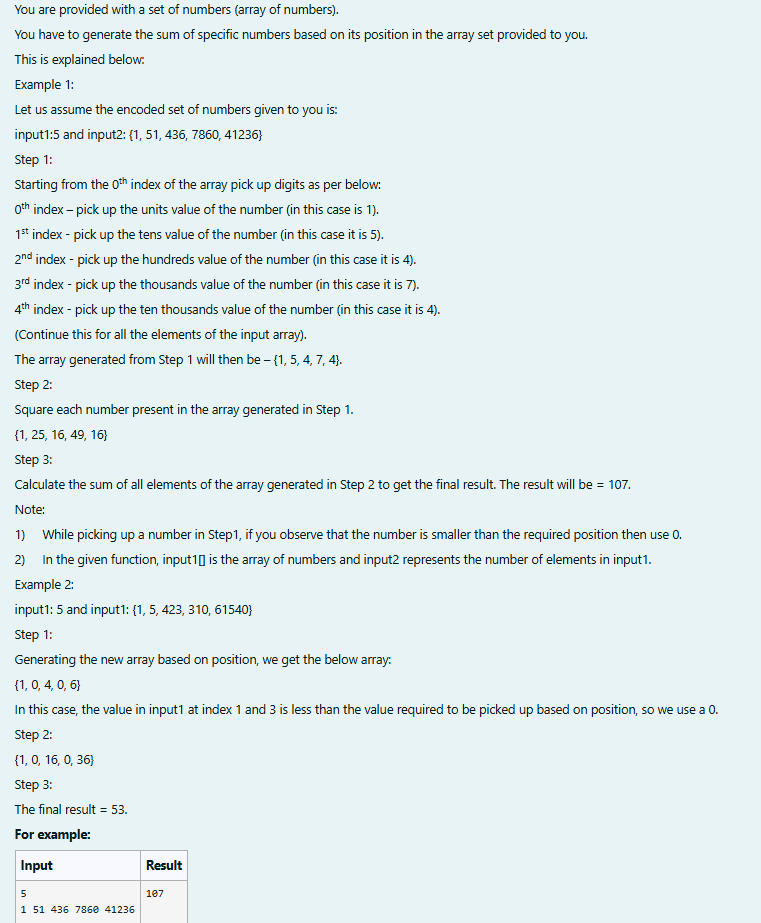 You are provided with a set of numbers (array of numbers).
You have to generate the sum of specific numbers based on its position in the array set provided to you.
This is explained below:
Example 1:
Let us assume the encoded set of numbers given to you is:
input1:5 and input2: {1, 51, 436, 7860, 41236}
Step 1:
Starting from the 0th index of the array pick up digits as per below:
0th index – pick up the units value of the number (in this case is 1).
1st index - pick up the tens value of the number (in this case it is 5).
2nd index - pick up the hundreds value of the number (in this case it is 4).
3rd index - pick up the thousands value of the number (in this case it is 7).
4th index - pick up the ten thousands value of the number (in this case it is 4).
(Continue this for all the elements of the input array).
The array generated from Step 1 will then be – {1, 5, 4, 7, 4}.
Step 2:
Square each number present in the array generated in Step 1.
{1, 25, 16, 49, 16}
Step 3:
Calculate the sum of all elements of the array generated in Step 2 to get the final result. The result will be = 107.
Note:
1) While picking up a number in Step1, if you observe that the number is smaller than the required position then use 0.
2) In the given function, input1[] is the array of numbers and input2 represents the number of elements in input1.
Example 2:
input1: 5 and input1: {1, 5, 423, 310, 61540}
Step 1:
Generating the new array based on position, we get the below array:
{1, 0, 4, 0, 6}
In this case, the value in input1 at index 1 and 3 is less than the value required to be picked up based on position, so we use a 0.
Step 2:
{1, 0, 16, 0, 36}
Step 3:
The final result = 53.
For example:
Input Result
5 107
1 51 436 7860 41236